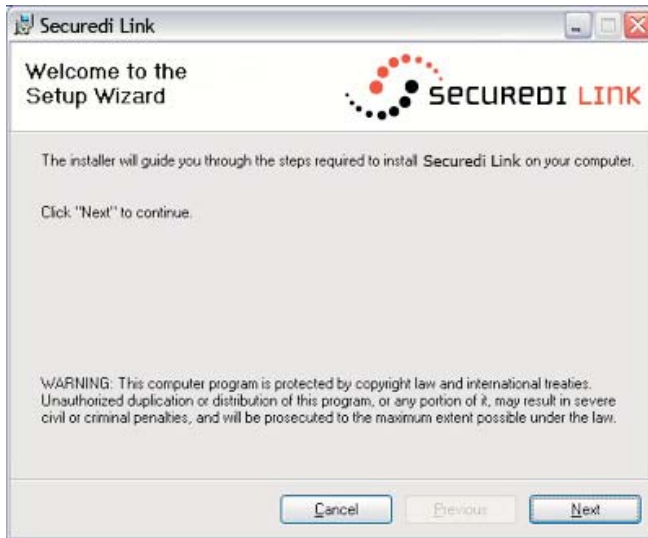 Securedi Link
Welcome to the
Setup Wizard
SECUREDI LINK
The installer will guide you through the steps required to install Securedi Link on your computer.
Click "Next" to continue.
WARNING: This computer program is protected by copyright law and international treaties.
Unauthorized duplication or distribution of this program, or any portion of it, may result in severe
civil or criminal penalties, and will be prosecuted to the maximum extent possible under the law.
Cancel
Previous
Next